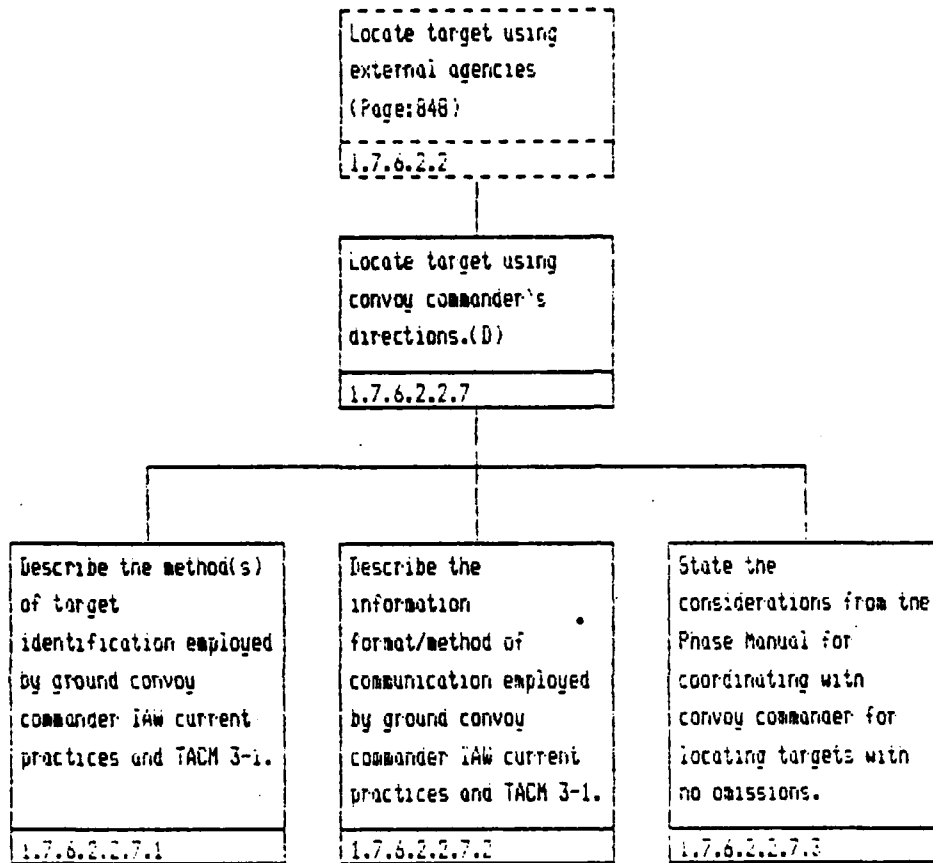 Locate target using
external agencies
(Page:848)
1.7.6.2.2
Locate target using
convoy commander's
directions.(D)
1.7.6.2.2.7
Describe the method(s)
of target
identification employed
by ground convoy
commander IAW current
practices and TACM 3-1.
1.7.6.2.2.7.1
Describe the
information
format/method of
communication employed
by ground convoy
commander IAW current
practices and TACM 3-1.
1.7.6.2.2.7.2
State the
considerations from the
Phase Manual for
coordinating with
convoy commander for
locating targets with
no omissions.
1.7.6.2.2.7.3